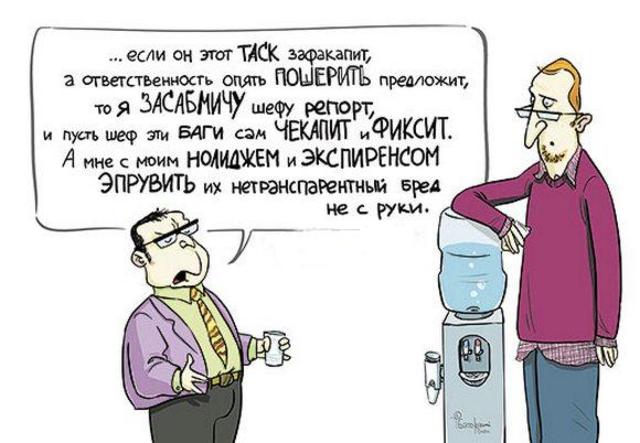 ... если он этот ТАСК зафакапит,
а ответственность опять ПОШЕРИТЬ предложит,
то Я ЗАСАБМИЧУ шефу РЕПОРТ,
и пусть шеф эти БАГИ сам ЧЕКАПИТ и ФИКСИТ.
А мне с моим НОЛИДЖЕМ и ЭКСПИРЕНСОМ
ЭПРУВИТЬ их нетранспарентный бред
не с руки.